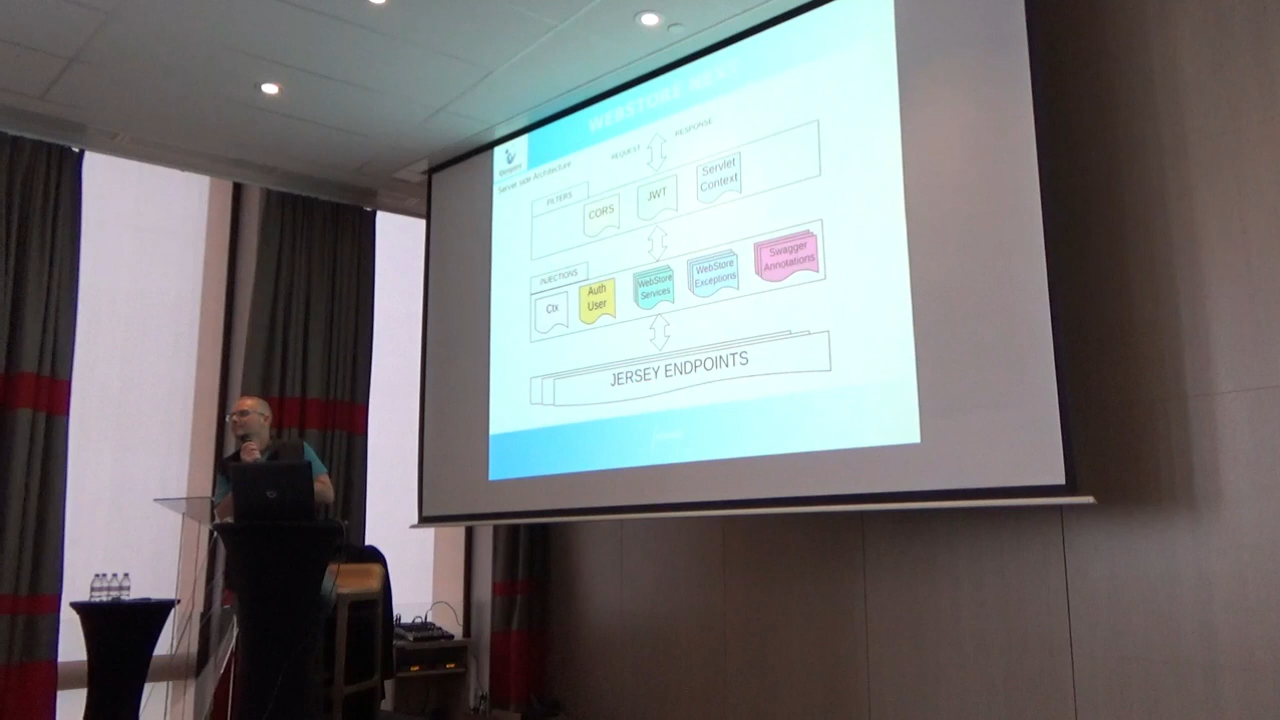 WEBSTORE NEXT
Server side Architecture
REQUEST
RESPONSE
FILTERS
CORS
JWT
Servlet
Context
INJECTIONS
Ctx
Auth
User
WebStore
Services
WebStore
Exceptions
Swagger
Annotations
JERSEY ENDPOINTS